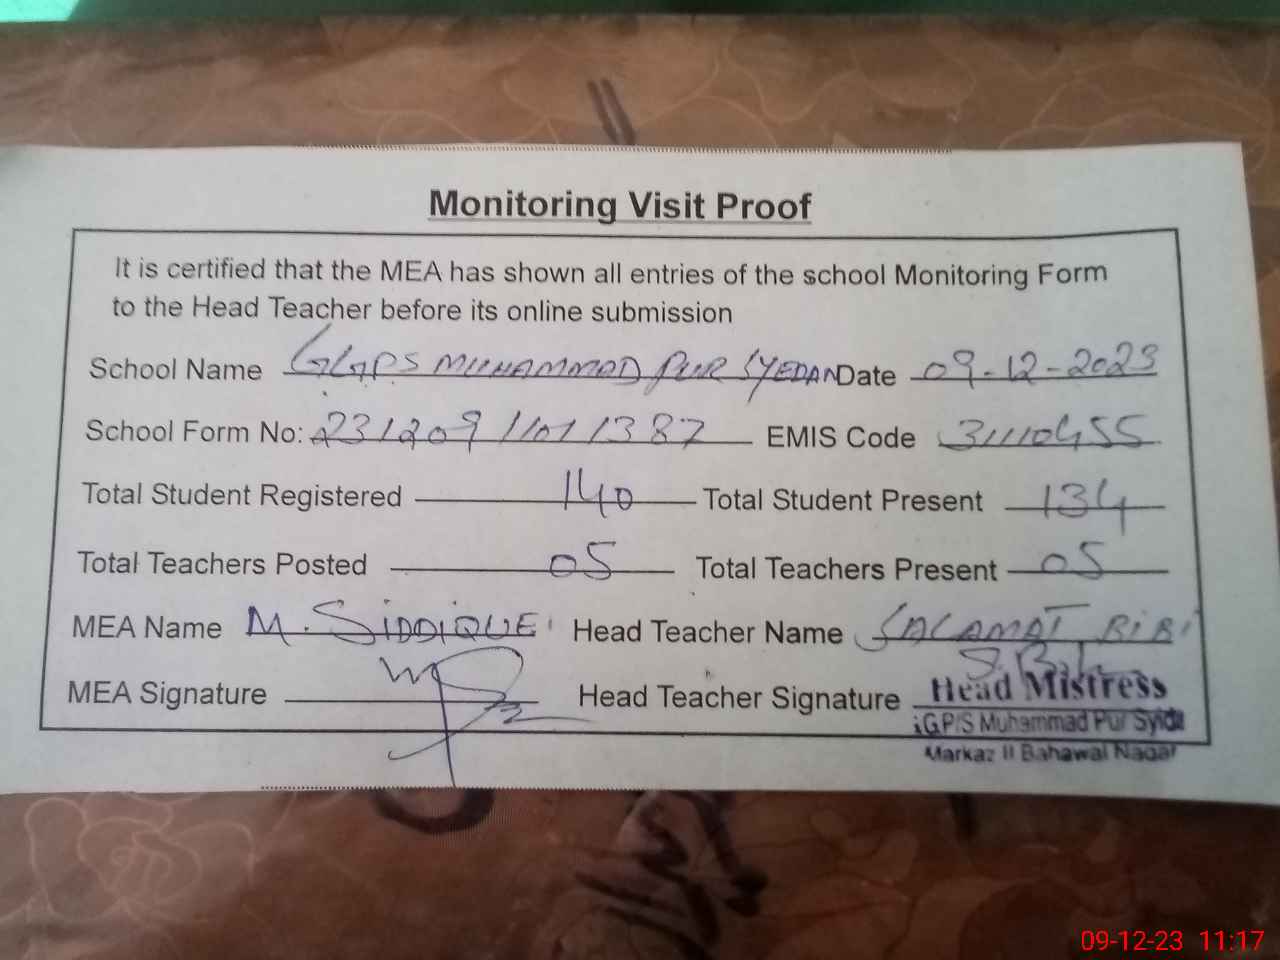 Monitoring Visit Proof
It is certified that the MEA has shown all entries of the school Monitoring Form
to the Head Teacher before its online submission
School Name GGPS MUHAMMAD PUR SYEDAN Date 09-12-2023
School Form No: 231209 1101 1387 EMIS Code 31110455
Total Student Registered 140 Total Student Present 134
Total Teachers Posted 05 Total Teachers Present 05
MEA Name M. SIDDIQUE Head Teacher Name SALAMAT BIBI
MEA Signature Head Teacher Signature
Head Mistress
GP/S Muhammad Pur Syida
Markaz II Bahawal Nagar
09-12-23 11:17